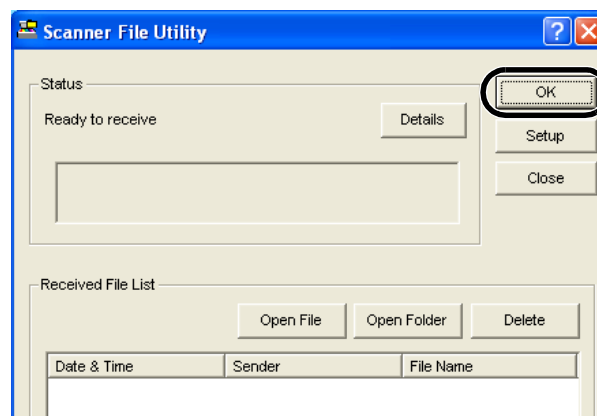 Scanner File Utility
Status
OK
Ready to receive
Details
Setup
Close
Received File List
Open File Open Folder Delete
Date & Time Sender File Name